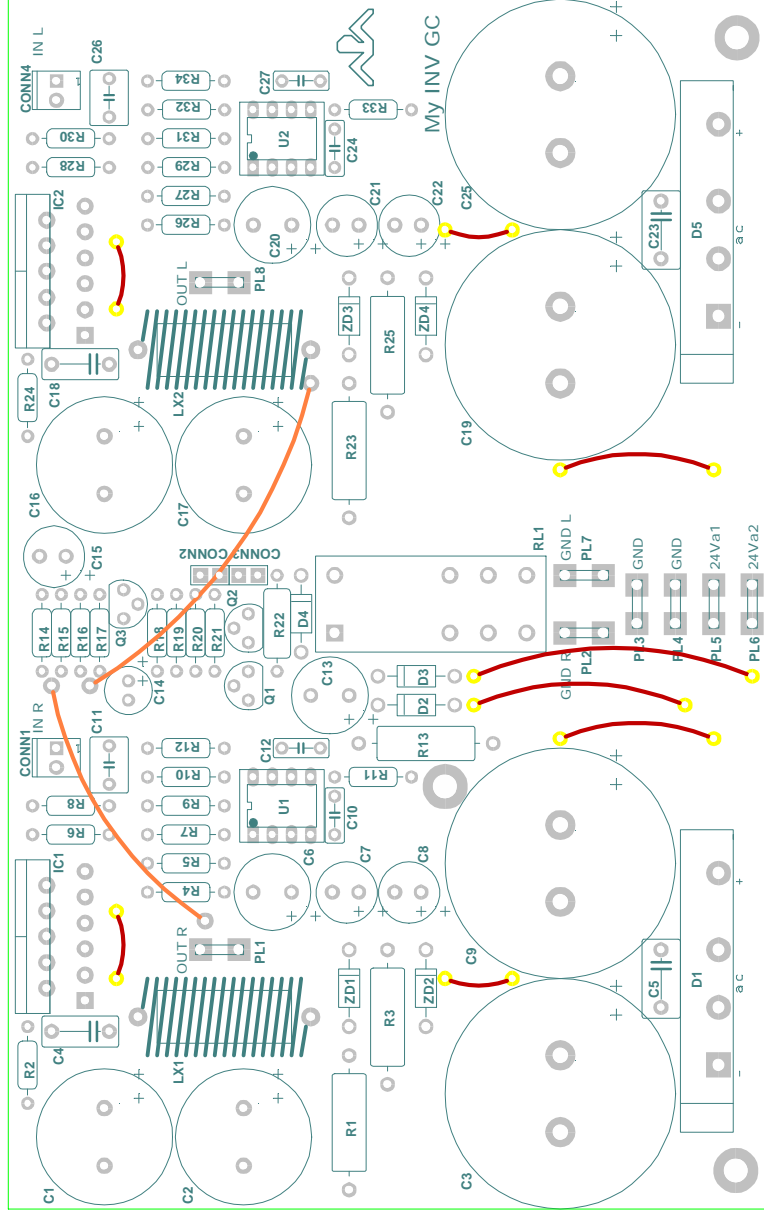 IN L
CONN4
C26
R34
R32
R31
R29
R27
R26
R30
R28
C27
U2
C24
R33
My INV GC
IC2
C20
C21
C22
C25
C23
D5
+
ac
-
OUT L
PL8
ZD3
R25
ZD4
C18
R24
LX2
R23
C19
C16
C17
C15
CONN2
CONN3
RL1
GND L
PL7
GND
GND
24Va1
24Va2
R14
R15
R16
R17
Q3
R18
R19
R20
R21
Q2
R22
D4
PL3
PL4
PL5
PL6
PL2
GND R
C14
Q1
C13
D3
D2
IN R
CONN1
C11
R12
R10
R9
R7
R5
R4
R8
R6
C12
U1
C10
R11
R13
IC1
C6
C7
C8
C9
C5
D1
+
ac
-
OUT R
PL1
ZD1
R3
ZD2
C4
R2
LX1
R1
C1
C2
C3